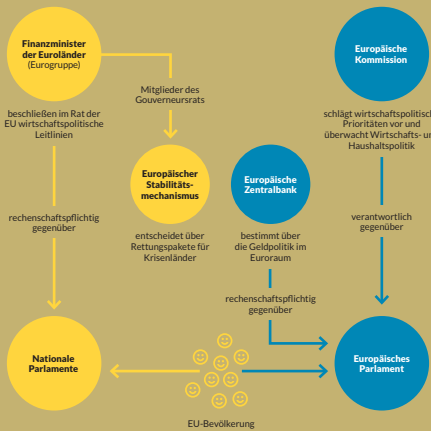 Finanzminister
der Euroländer
(Eurogruppe)
beschließen im Rat der
EU wirtschaftspolitische
Leitlinien
rechenschaftspflichtig
gegenüber
Nationale
Parlamente
Mitglieder des
Gouverneursrats
Europäischer
Stabilitäts-
mechanismus
entscheidet über
Rettungspakete für
Krisenländer
Europäische
Zentralbank
bestimmt über
die Geldpolitik im
Euroraum
rechenschaftspflichtig
gegenüber
Europäische
Kommission
schlägt wirtschaftspolitisch
Prioritäten vor und
überwacht Wirtschafts- un
Haushaltspolitik
verantwortlich
gegenüber
Europäisches
Parlament
EU-Bevölkerung